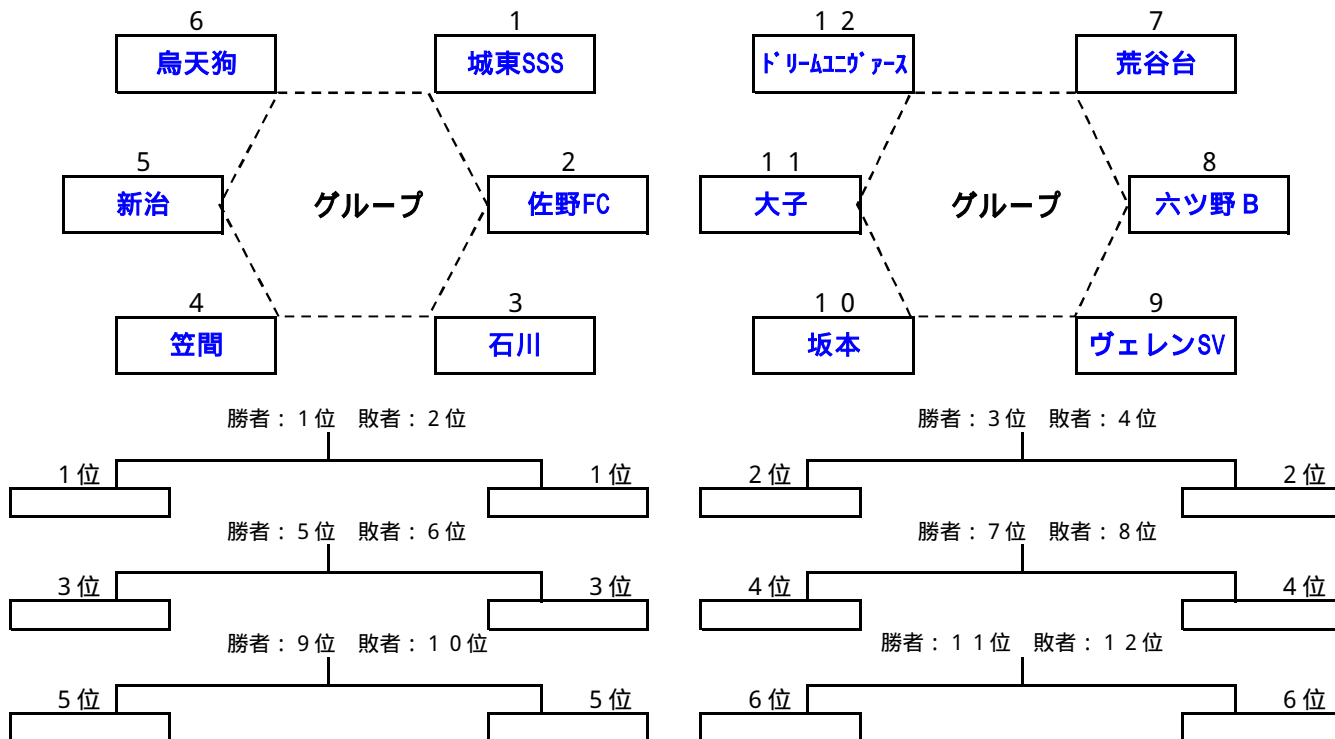 6 1 １２ 7
烏天狗 城東SSS ﾄﾞﾘｰﾑﾕﾆｳﾞｧｰｽ 荒谷台
5 2 １１ 8
新治 グループ 佐野FC 大子 グループ 六ツ野Ｂ
4 3 １０ 9
笠間 石川 坂本 ヴェレンSV
勝者：1位 敗者：2位 勝者：3位 敗者：4位
1位 1位 2位 2位
勝者：5位 敗者：6位 勝者：7位 敗者：8位
3位 3位 4位 4位
勝者：9位 敗者：１０位 勝者：１１位 敗者：１２位
5位 5位 6位 6位